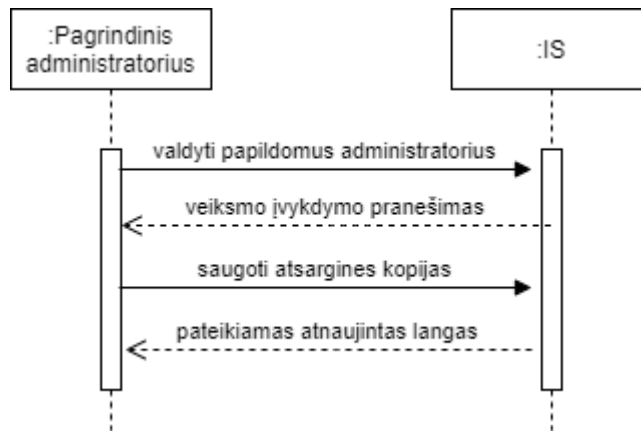 :Pagrindinis
administratorius
:IS
valdyti papildomus administratorius
veiksmo įvykdymo pranešimas
saugoti atsargines kopijas
pateikiamas atnaujintas langas